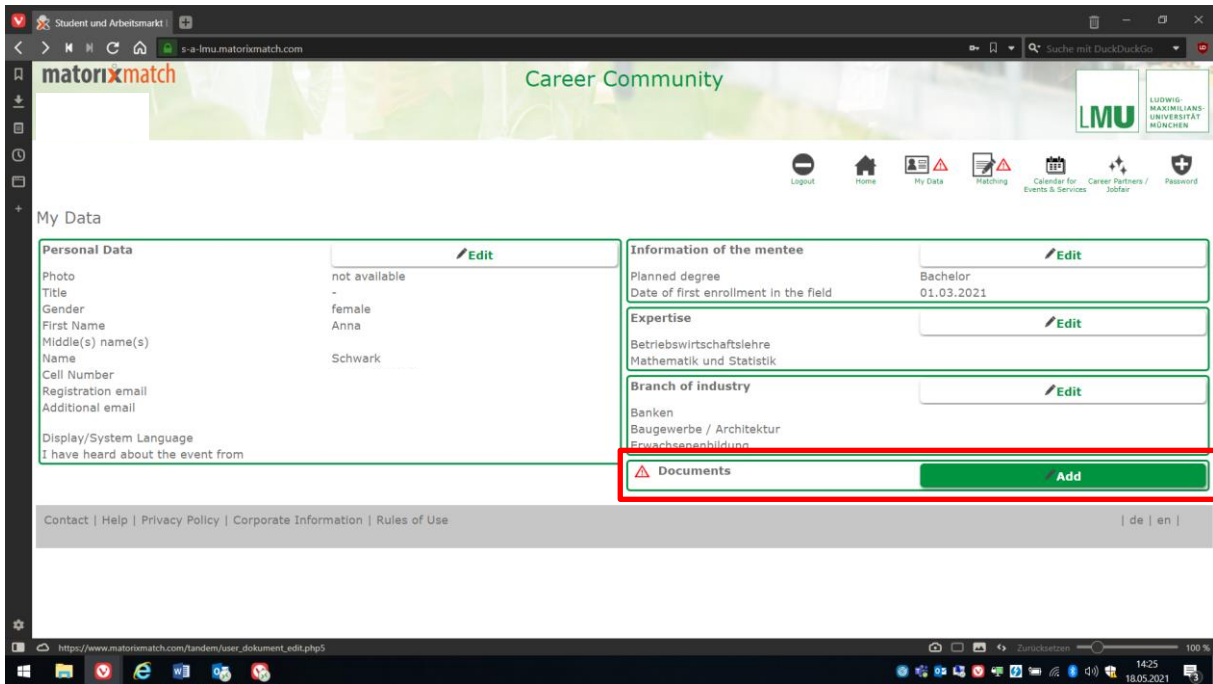 Student und Arbeitsmarkt
s-a-lmu.matorixmatch.com
Suche mit DuckDuckGo
matorixmatch
Career Community
LMU
LUDWIG-
MAXIMILIANS-
UNIVERSITÄT
MÜNCHEN
Logout
Home
My Data
Matching
Calendar for
Events & Services
Career Partners /
Jobfair
Password
My Data
Personal Data
Edit
Photo not available
Title -
Gender female
First Name Anna
Middle(s) name(s)
Name Schwark
Cell Number
Registration email
Additional email
Display/System Language
I have heard about the event from
Information of the mentee
Edit
Planned degree Bachelor
Date of first enrollment in the field 01.03.2021
Expertise
Edit
Betriebswirtschaftslehre
Mathematik und Statistik
Branch of industry
Edit
Banken
Baugewerbe / Architektur
Erwachsenenbildung
Documents
Add
Contact | Help | Privacy Policy | Corporate Information | Rules of Use
| de | en |
https://www.matorixmatch.com/tandem/user_dokument_edit.php5
Zurücksetzen
100 %
14:25
18.05.2021